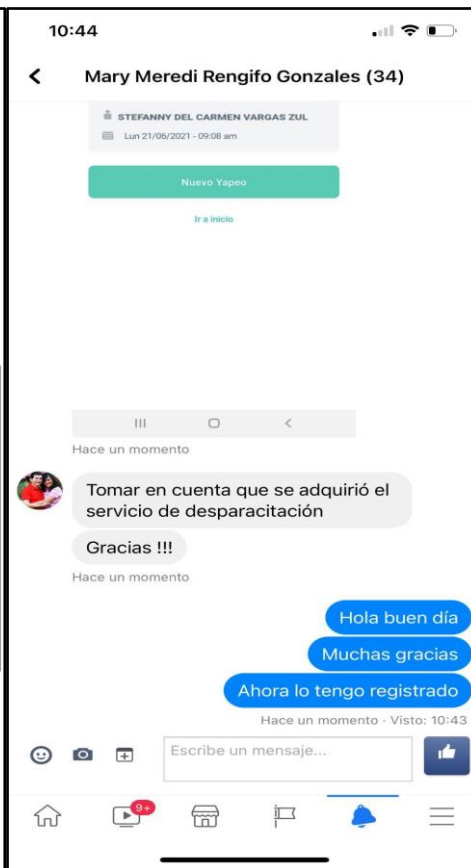 10:44
Mary Meredi Rengifo Gonzales (34)
STEFANNY DEL CARMEN VARGAS ZUL
Lun 21/06/2021 - 09:08 am
Nuevo Yapeo
Ir a inicio
Hace un momento
Tomar en cuenta que se adquirió el
servicio de desparacitación
Gracias !!!
Hace un momento
Hola buen día
Muchas gracias
Ahora lo tengo registrado
Hace un momento · Visto: 10:43
Escribe un mensaje...
9+